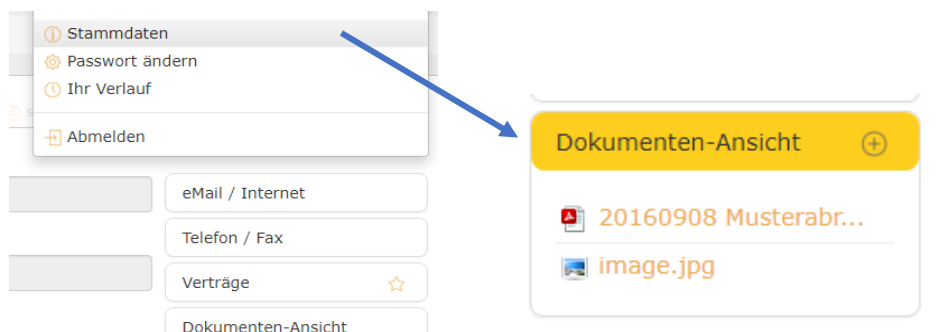 Stammdaten
Passwort ändern
Ihr Verlauf
Abmelden
eMail / Internet
Telefon / Fax
Verträge
Dokumenten-Ansicht
Dokumenten-Ansicht
20160908 Musterabr...
image.jpg